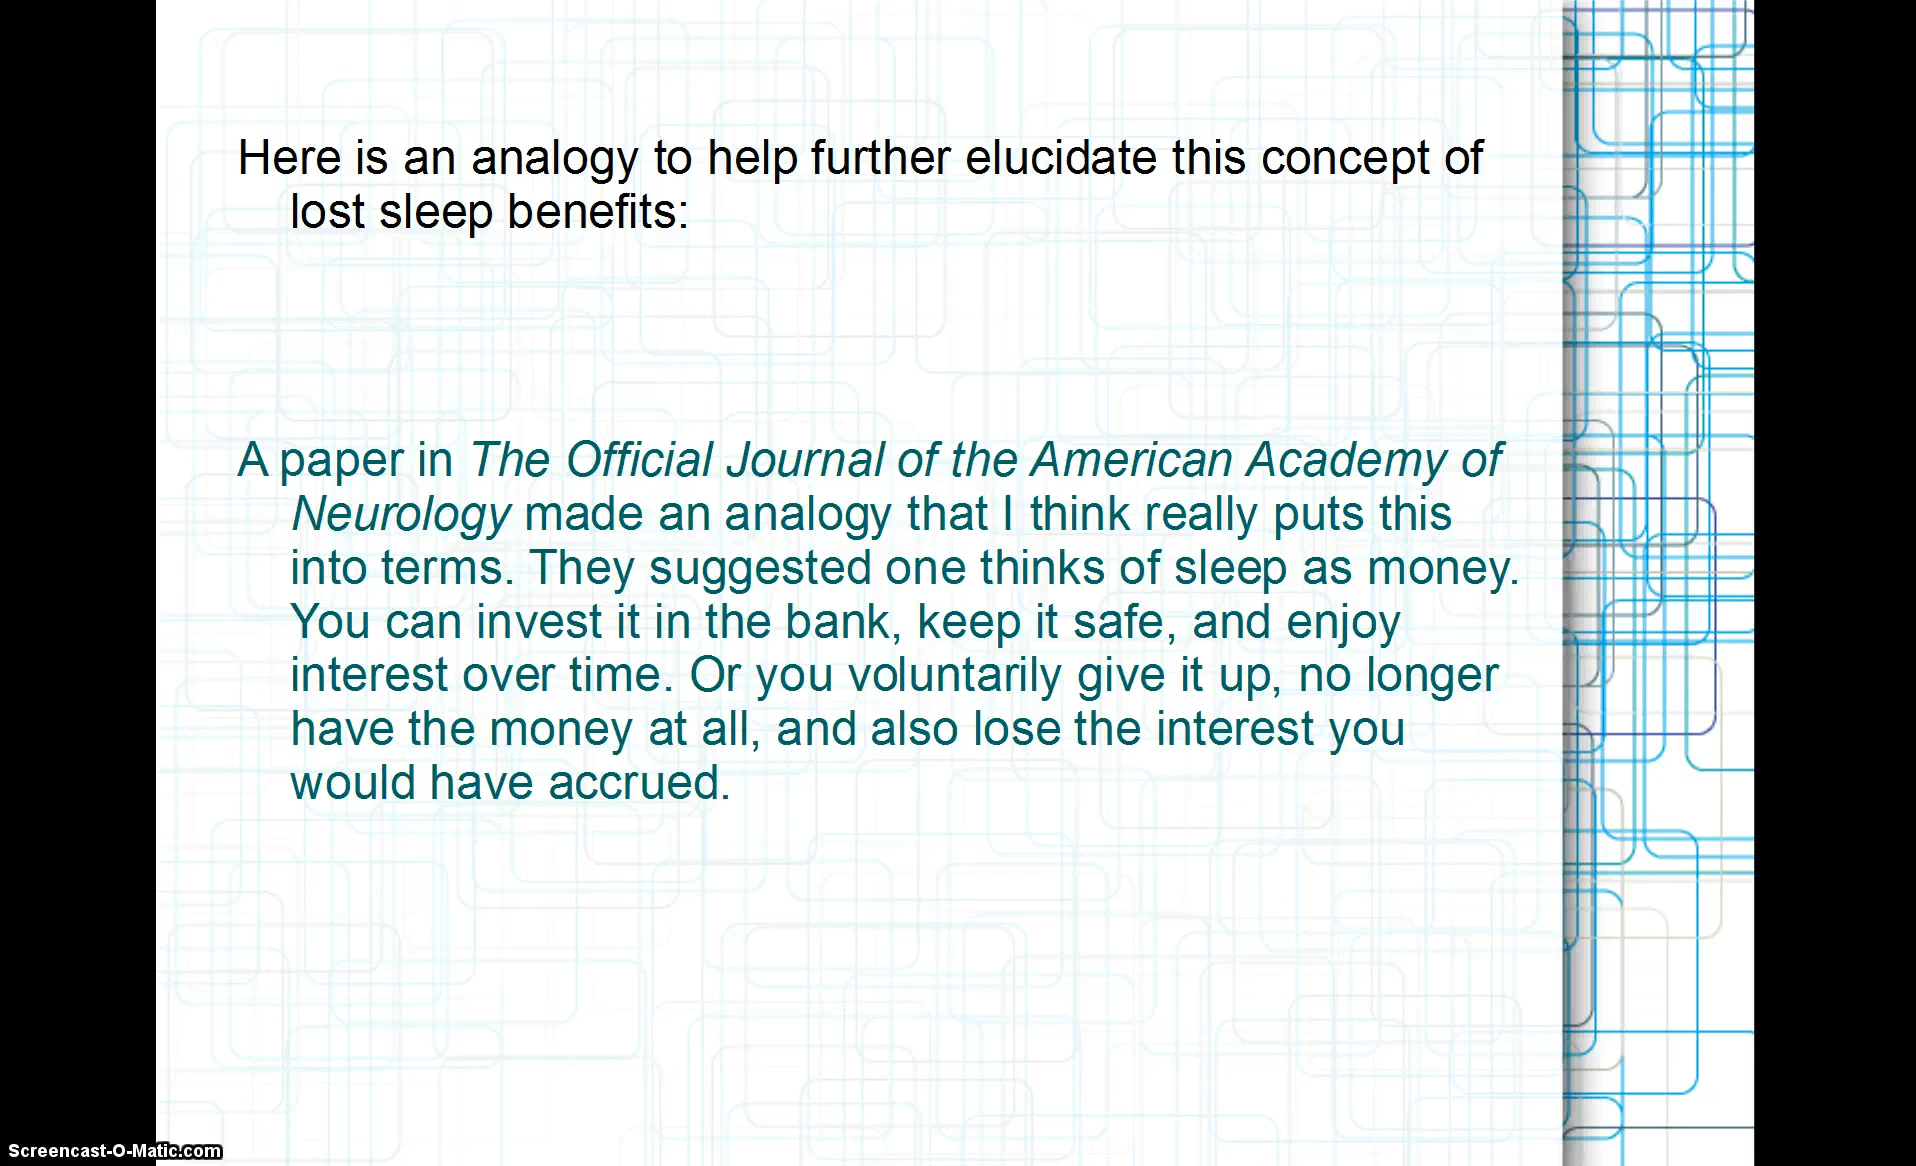 Here is an analogy to help further elucidate this concept of
lost sleep benefits:
A paper in The Official Journal of the American Academy of
Neurology made an analogy that I think really puts this
into terms. They suggested one thinks of sleep as money.
You can invest it in the bank, keep it safe, and enjoy
interest over time. Or you voluntarily give it up, no longer
have the money at all, and also lose the interest you
would have accrued.
Screencast-O-Matic.com